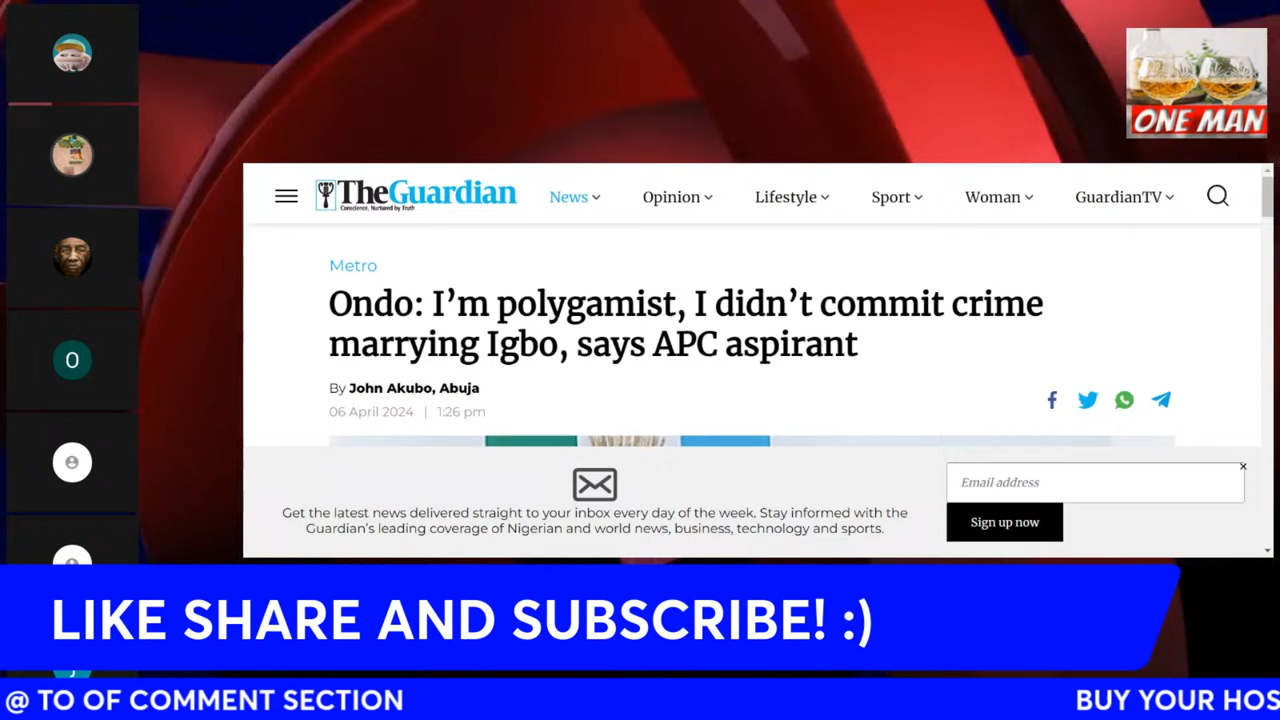 ONE MAN
TheGuardian
Conscience, Nurtured by Truth
News
Opinion
Lifestyle
Sport
Woman
GuardianTV
Metro
Ondo: I’m polygamist, I didn’t commit crime
marrying Igbo, says APC aspirant
By John Akubo, Abuja
06 April 2024 | 1:26 pm
O
Get the latest news delivered straight to your inbox every day of the week. Stay informed with the
Guardian’s leading coverage of Nigerian and world news, business, technology and sports.
Email address
Sign up now
LIKE SHARE AND SUBSCRIBE! :)
@ TO OF COMMENT SECTION
BUY YOUR HOS